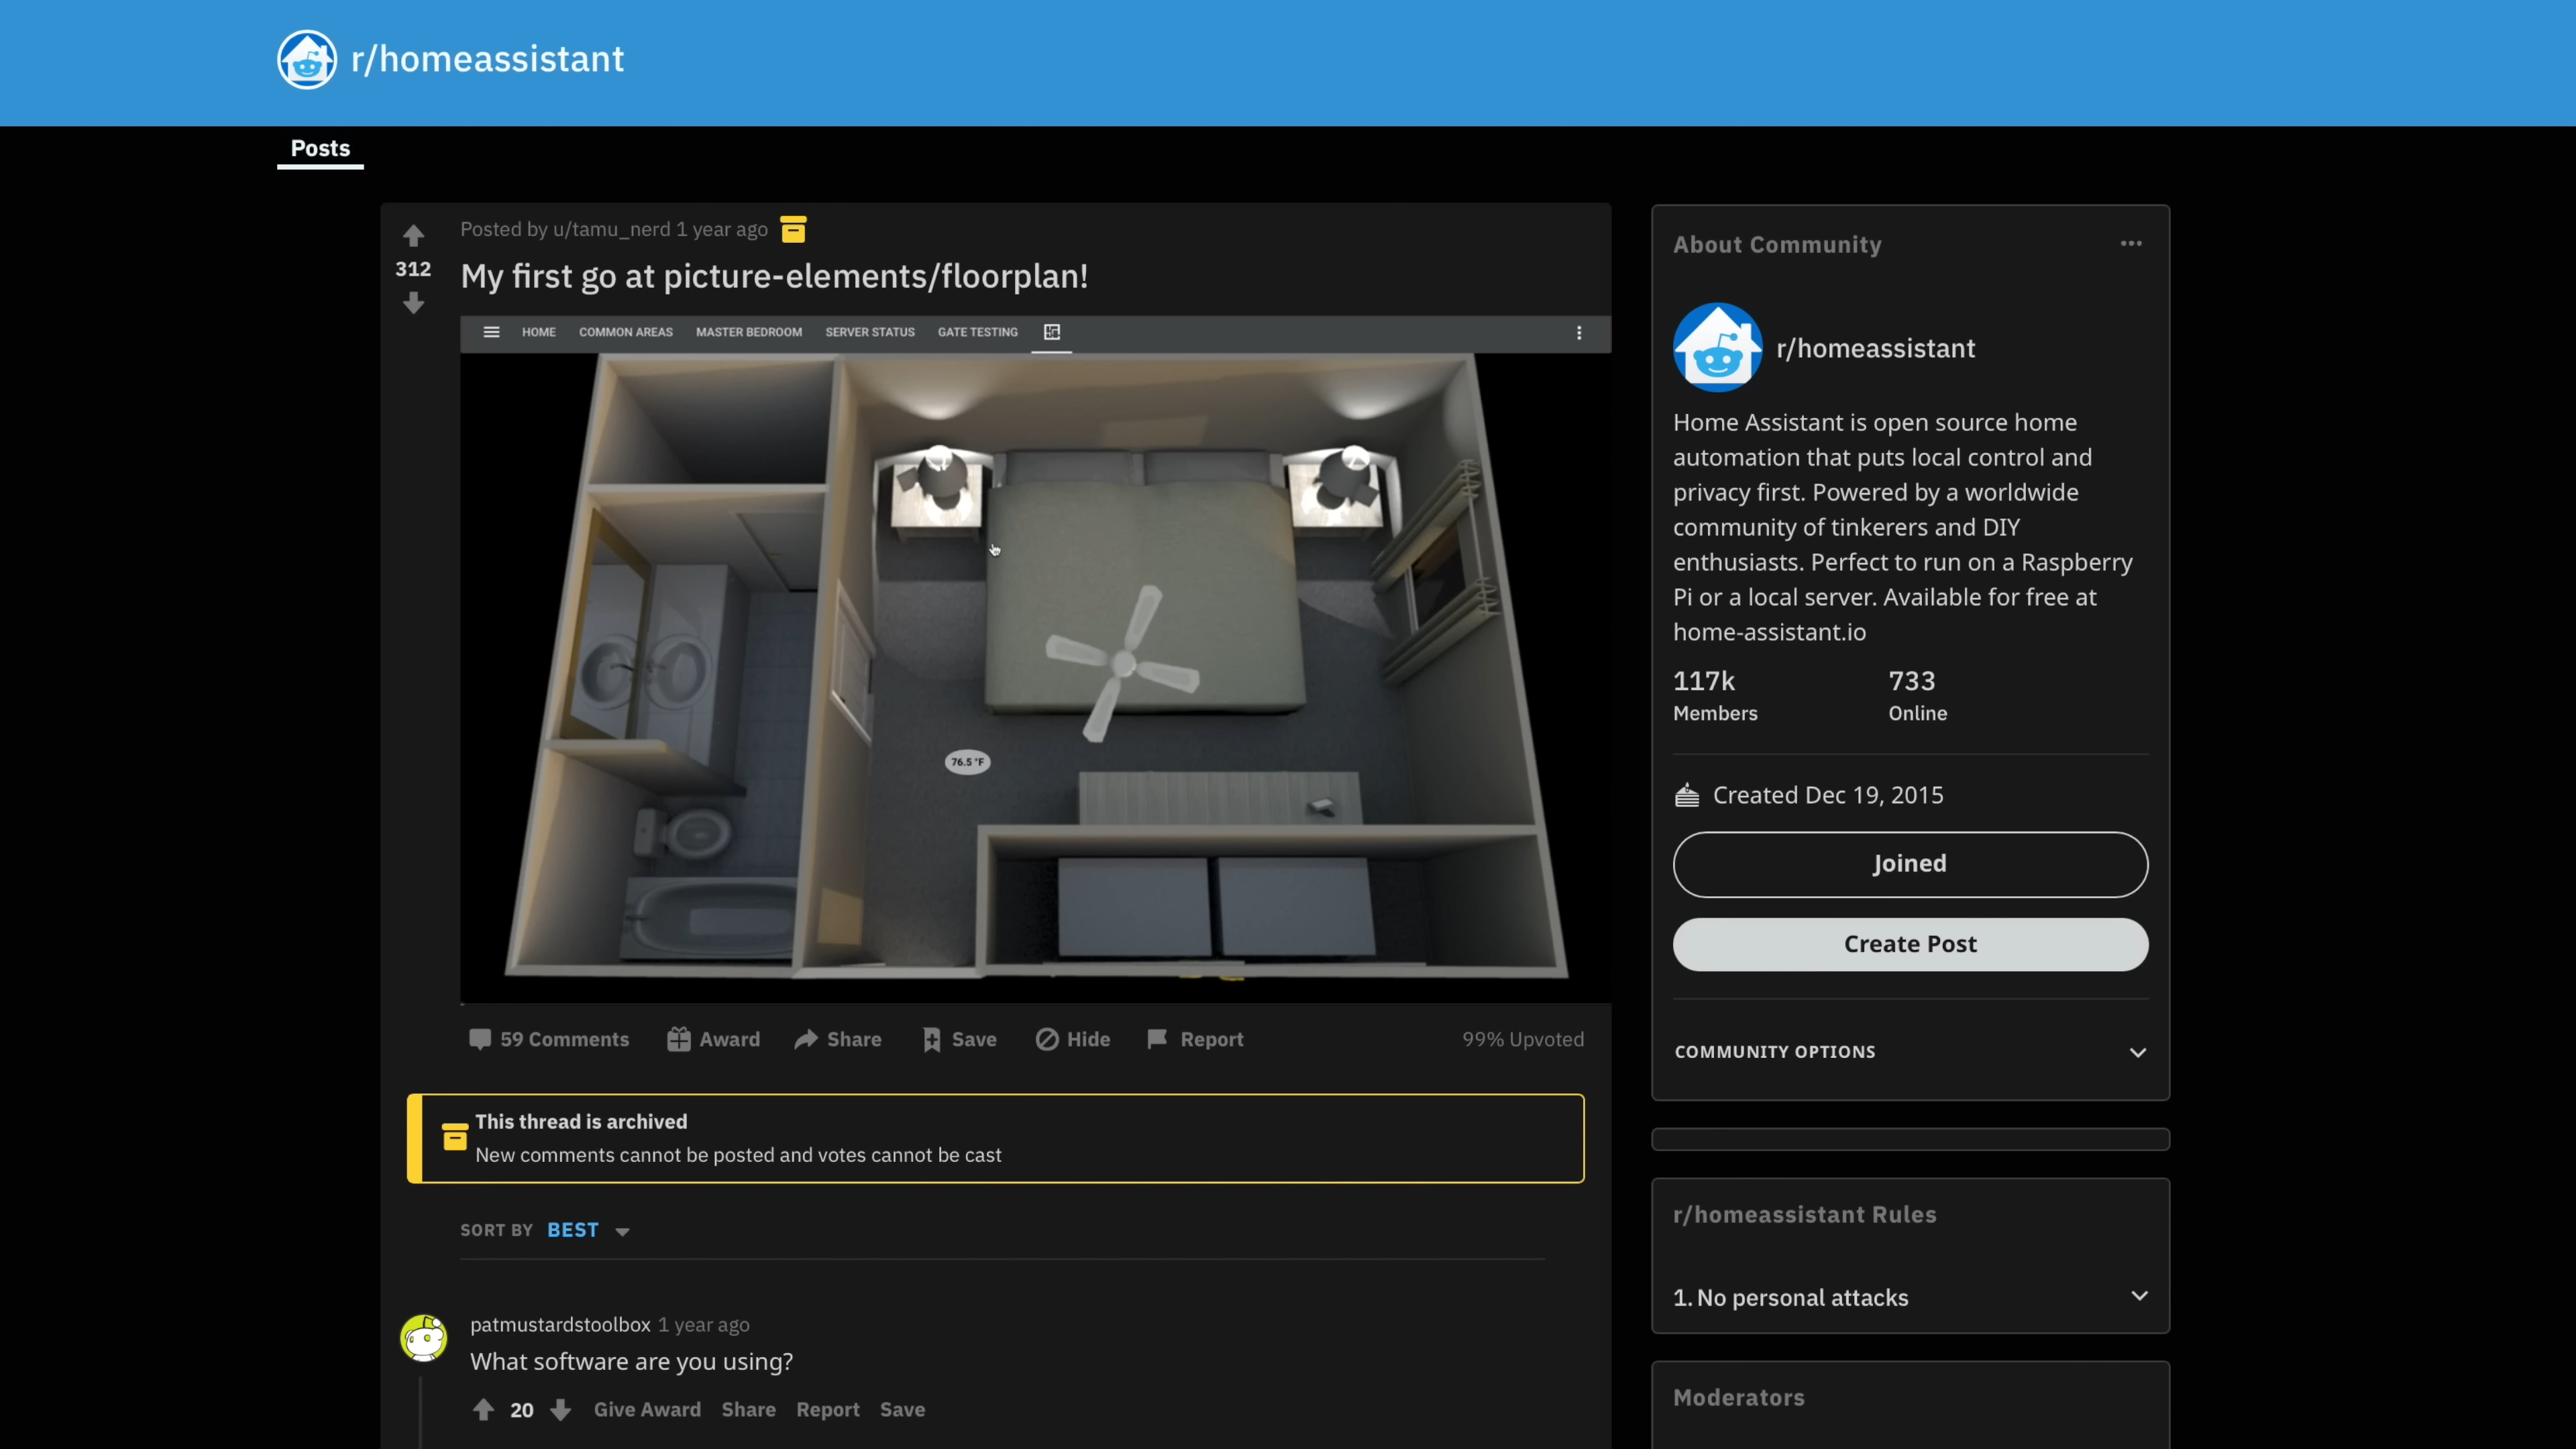 r/homeassistant
Posts
Posted by u/tamu_nerd 1 year ago
312
My first go at picture-elements/floorplan!
HOME COMMON AREAS MASTER BEDROOM SERVER STATUS GATE TESTING
76.5 °F
59 Comments Award Share Save Hide Report 99% Upvoted
This thread is archived
New comments cannot be posted and votes cannot be cast
SORT BY BEST
patmustardstoolbox 1 year ago
What software are you using?
20 Give Award Share Report Save
About Community
r/homeassistant
Home Assistant is open source home
automation that puts local control and
privacy first. Powered by a worldwide
community of tinkerers and DIY
enthusiasts. Perfect to run on a Raspberry
Pi or a local server. Available for free at
home-assistant.io
117k 733
Members Online
Created Dec 19, 2015
Joined
Create Post
COMMUNITY OPTIONS
r/homeassistant Rules
1. No personal attacks
Moderators